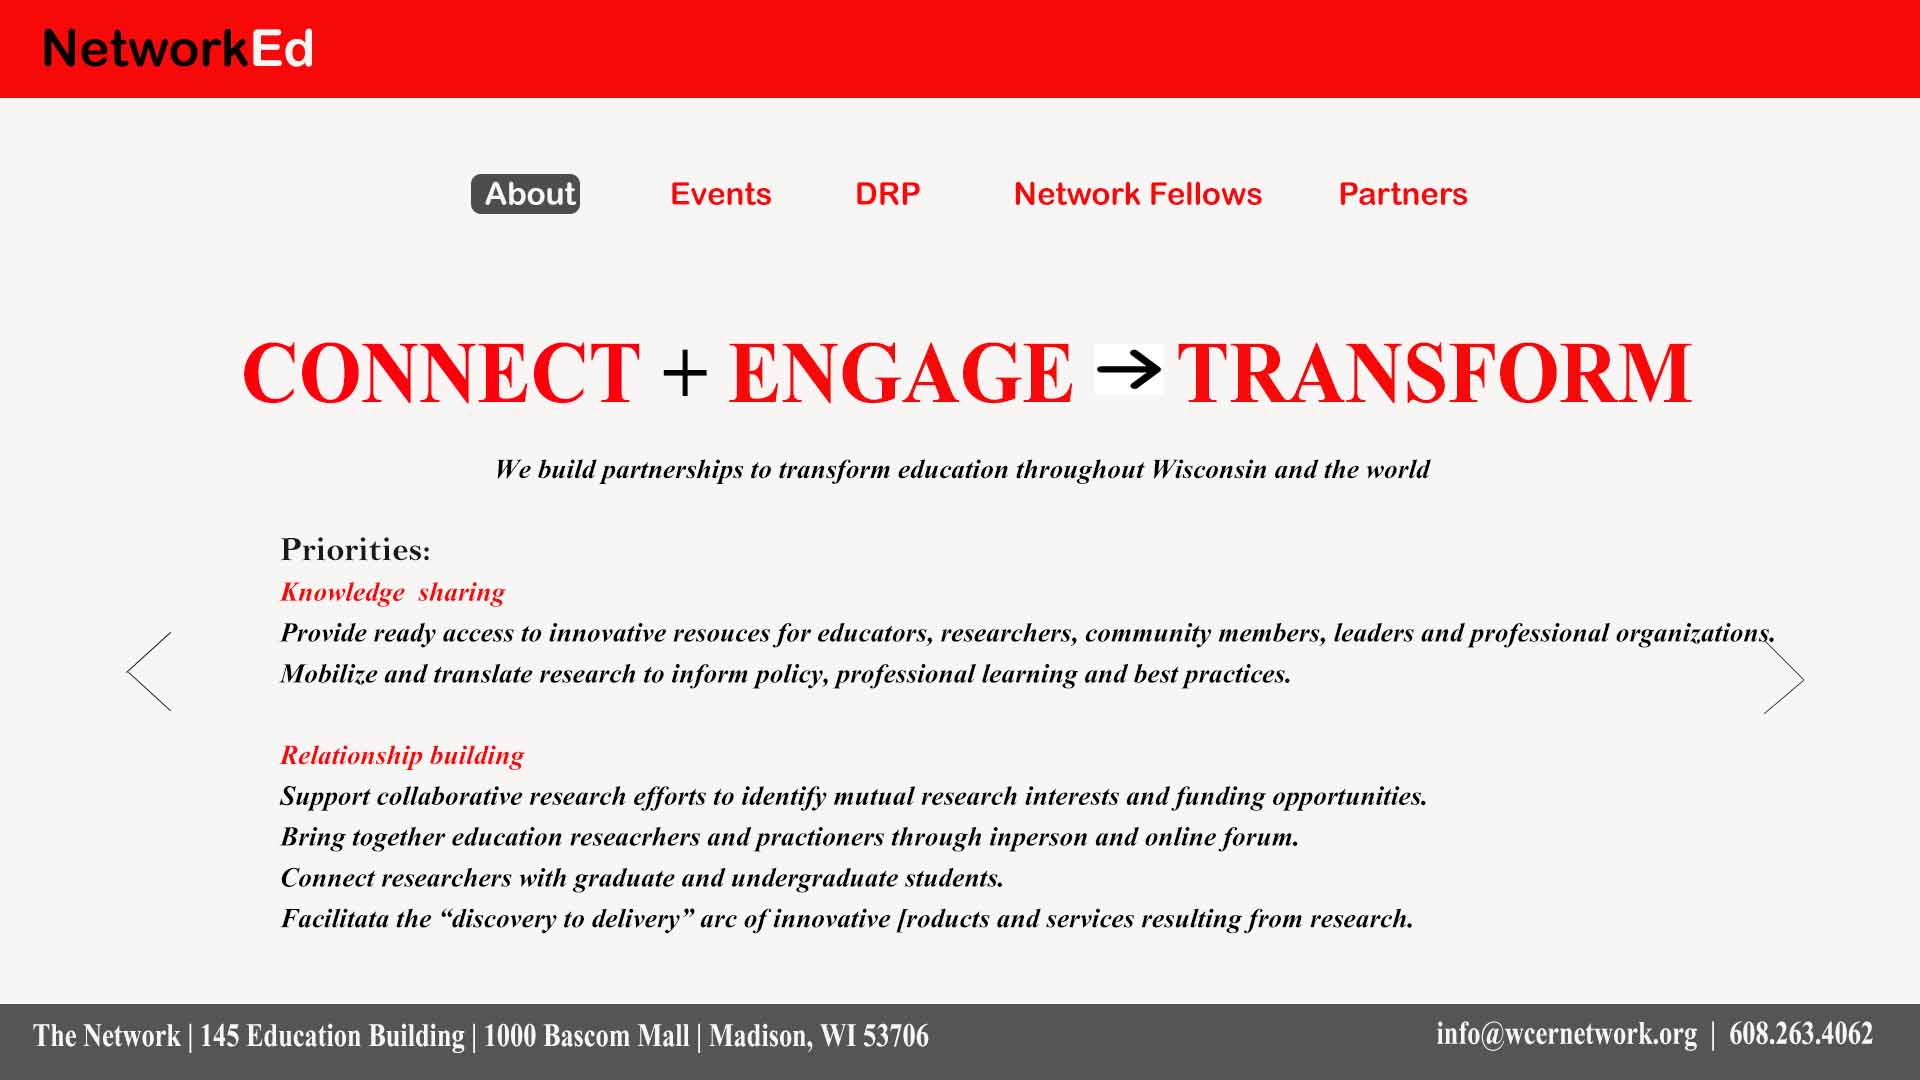 NetworkEd
About Events DRP Network Fellows Partners
CONNECT + ENGAGE → TRANSFORM
We build partnerships to transform education throughout Wisconsin and the world
Priorities:
Knowledge sharing
Provide ready access to innovative resouces for educators, researchers, community members, leaders and professional organizations.
Mobilize and translate research to inform policy, professional learning and best practices.
Relationship building
Support collaborative research efforts to identify mutual research interests and funding opportunities.
Bring together education reseacrhers and practioners through inperson and online forum.
Connect researchers with graduate and undergraduate students.
Facilitata the “discovery to delivery” arc of innovative [roducts and services resulting from research.
The Network | 145 Education Building | 1000 Bascom Mall | Madison, WI 53706
info@wcernetwork.org | 608.263.4062